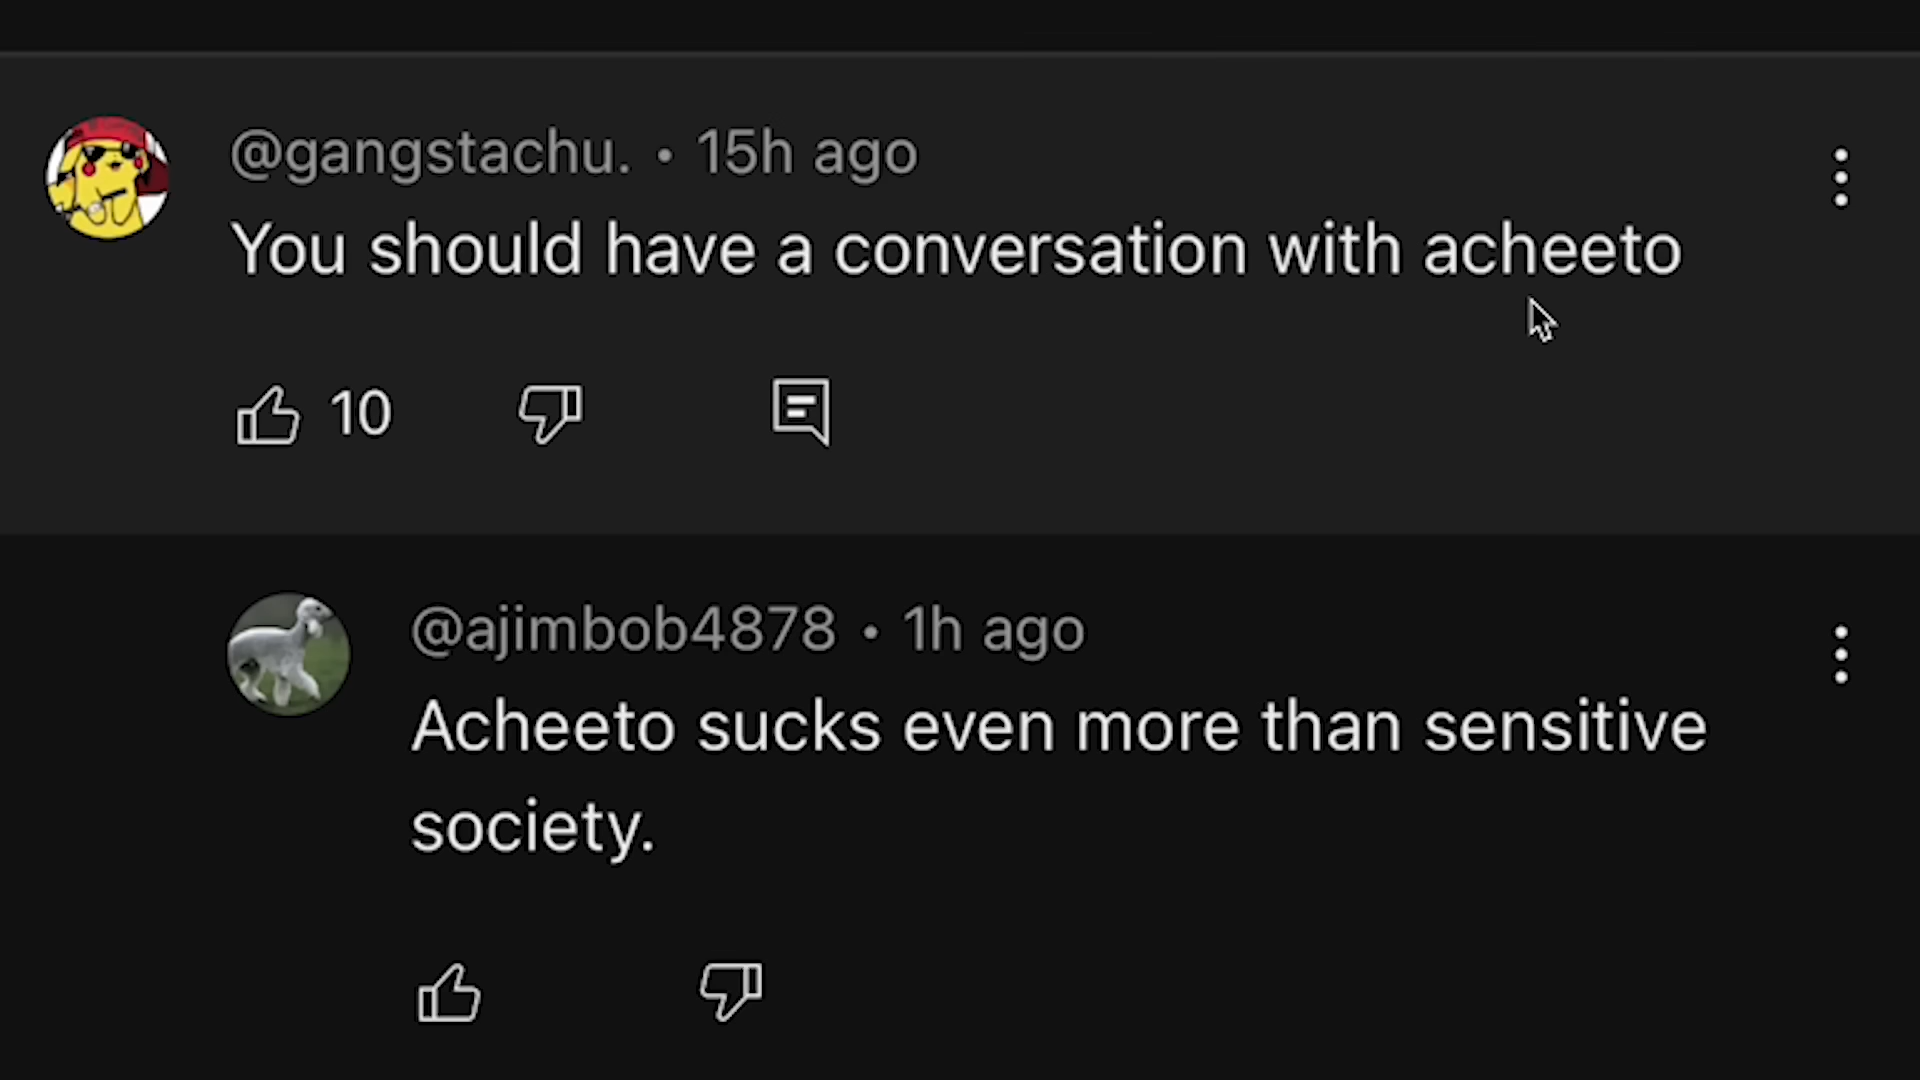 @gangstachu. • 15h ago
You should have a conversation with acheeto
10
@ajimbob4878 • 1h ago
Acheeto sucks even more than sensitive
society.